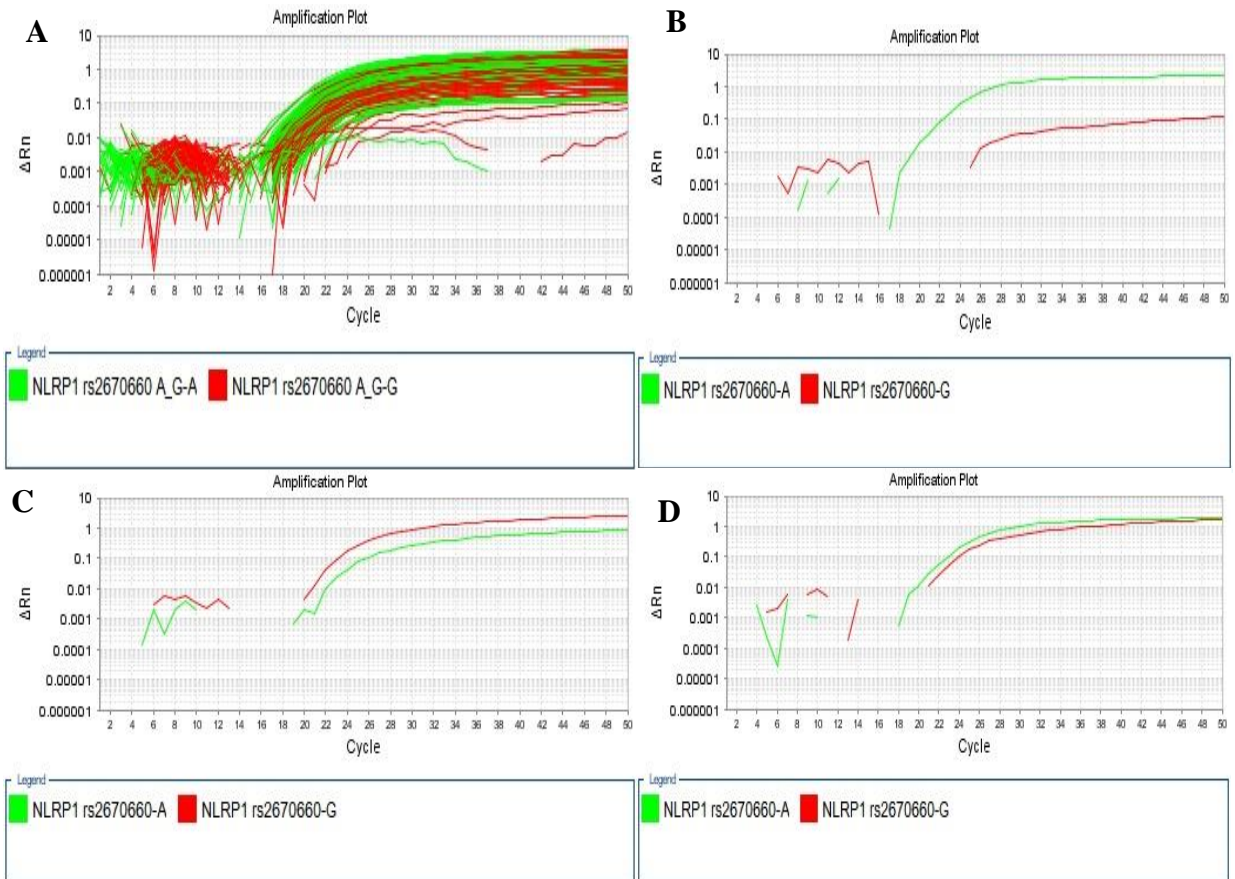 A
Amplification Plot
10
1
0.1
0.01
0.001
0.0001
0.00001
0.000001
ΔRn
2 4 6 8 10 12 14 16 18 20 22 24 26 28 30 32 34 36 38 40 42 44 46 48 50
Cycle
Legend
NLRP1 rs2670660 A_G-A NLRP1 rs2670660 A_G-G
B
Amplification Plot
10
1
0.1
0.01
0.001
0.0001
0.00001
0.000001
ΔRn
2 4 6 8 10 12 14 16 18 20 22 24 26 28 30 32 34 36 38 40 42 44 46 48 50
Cycle
Legend
NLRP1 rs2670660-A NLRP1 rs2670660-G
C
Amplification Plot
10
1
0.1
0.01
0.001
0.0001
0.00001
0.000001
ΔRn
2 4 6 8 10 12 14 16 18 20 22 24 26 28 30 32 34 36 38 40 42 44 46 48 50
Cycle
Legend
NLRP1 rs2670660-A NLRP1 rs2670660-G
D
Amplification Plot
10
1
0.1
0.01
0.001
0.0001
0.00001
0.000001
ΔRn
2 4 6 8 10 12 14 16 18 20 22 24 26 28 30 32 34 36 38 40 42 44 46 48 50
Cycle
Legend
NLRP1 rs2670660-A NLRP1 rs2670660-G